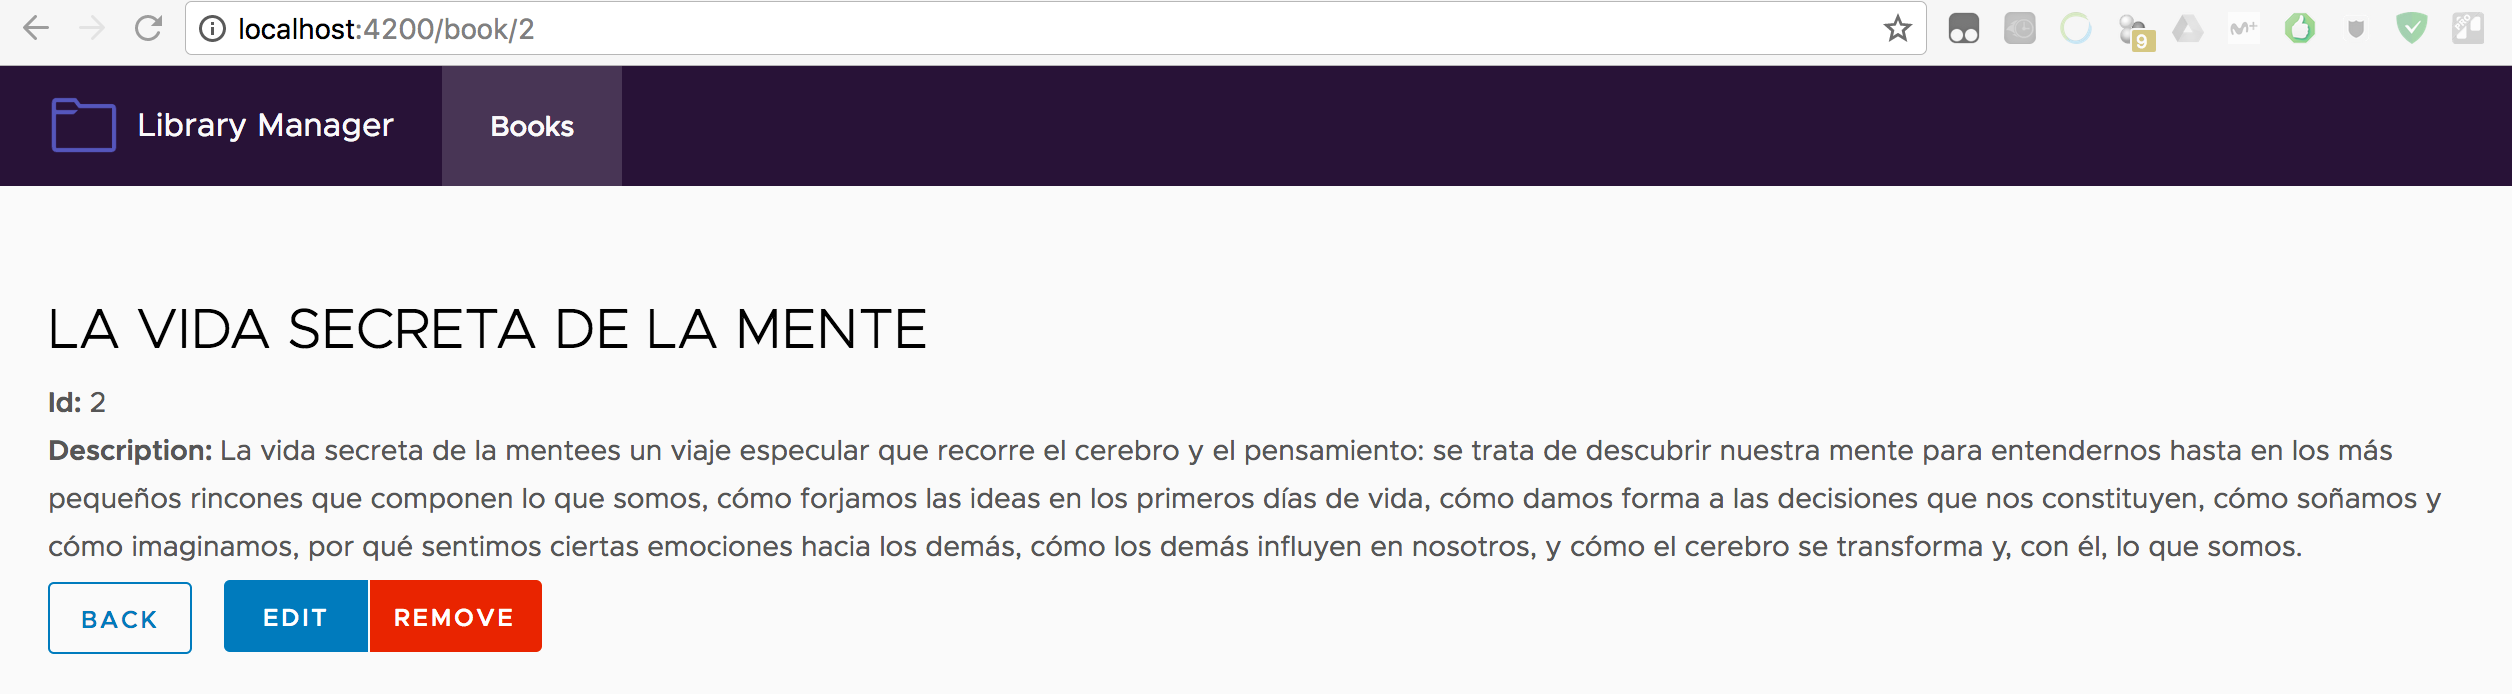 localhost:4200/book/2
9
PRO
Library Manager
Books
LA VIDA SECRETA DE LA MENTE
Id: 2
Description: La vida secreta de la mentees un viaje especular que recorre el cerebro y el pensamiento: se trata de descubrir nuestra mente para entendernos hasta en los más
pequeños rincones que componen lo que somos, cómo forjamos las ideas en los primeros días de vida, cómo damos forma a las decisiones que nos constituyen, cómo soñamos y
cómo imaginamos, por qué sentimos ciertas emociones hacia los demás, cómo los demás influyen en nosotros, y cómo el cerebro se transforma y, con él, lo que somos.
BACK
EDIT
REMOVE